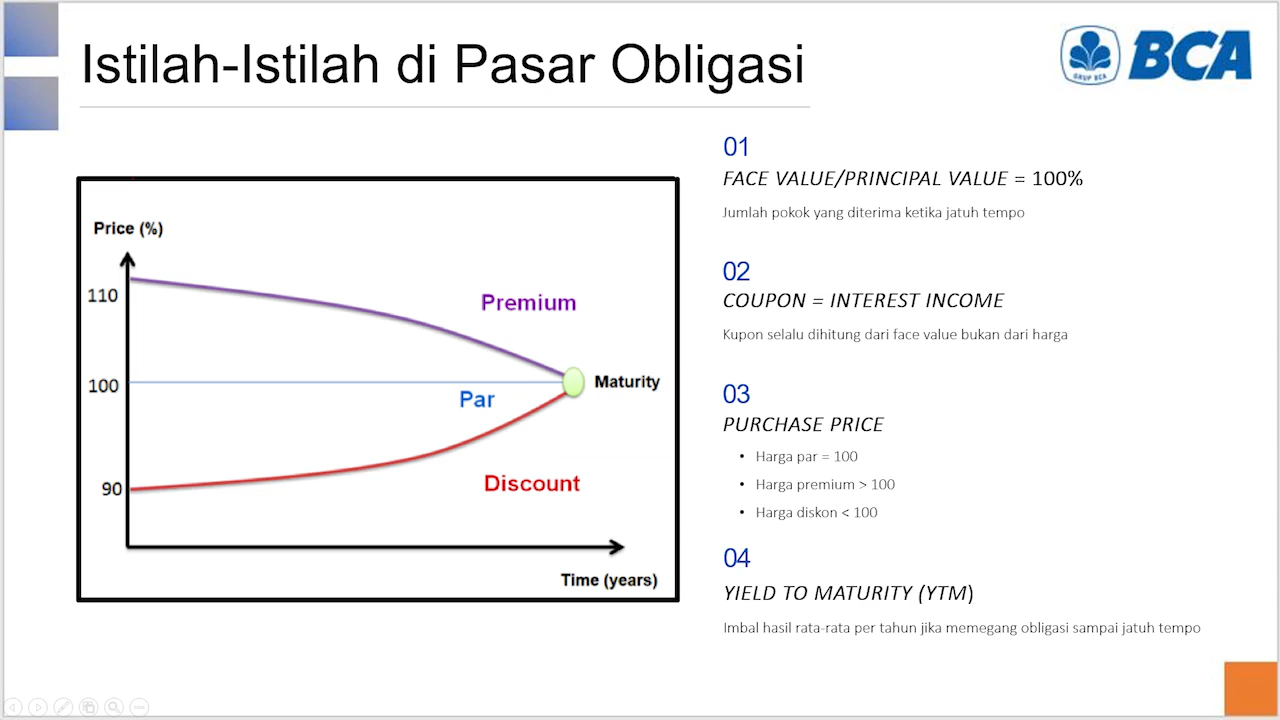 Istilah-Istilah di Pasar Obligasi
GRUP BCA
BCA
Price (%)
110
100
90
Premium
Par
Discount
Maturity
Time (years)
01
FACE VALUE/PRINCIPAL VALUE = 100%
Jumlah pokok yang diterima ketika jatuh tempo
02
COUPON = INTEREST INCOME
Kupon selalu dihitung dari face value bukan dari harga
03
PURCHASE PRICE
• Harga par = 100
• Harga premium > 100
• Harga diskon < 100
04
YIELD TO MATURITY (YTM)
Imbal hasil rata-rata per tahun jika memegang obligasi sampai jatuh tempo